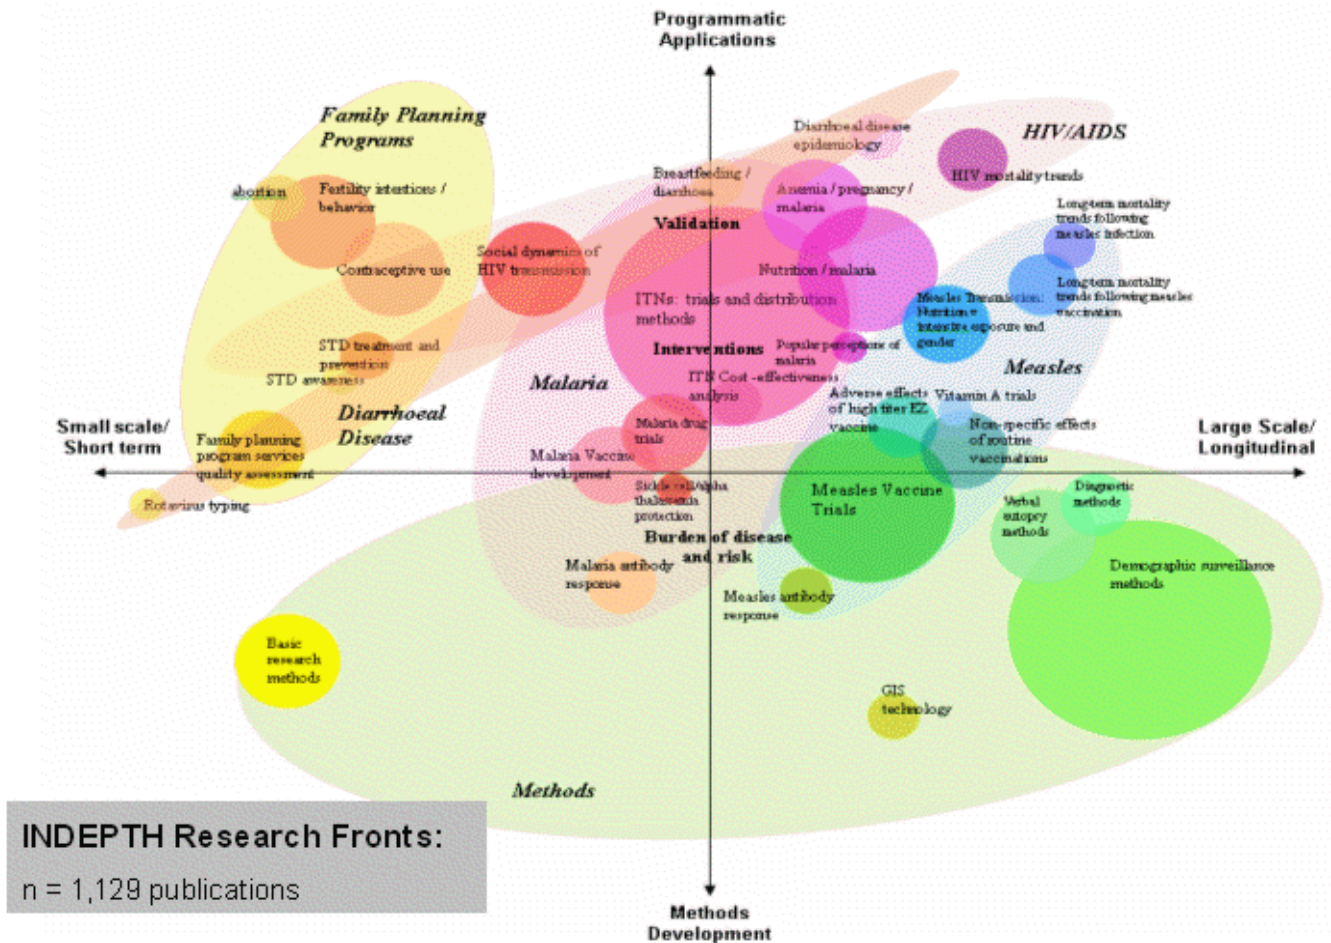 Programmatic
Applications
Family Planning
Programs
HIV/AIDS
Diarrhoeal disease
epidemiology
HIV mortality trends
Breastfeeding /
diarrhoea
abortion
Fertility intentions /
behavior
Anemia / pregnancy /
malaria
Long-term mortality
trends following
measles infection
Validation
Social dynamics of
HIV transmission
Contraceptive use
Nutrition / malaria
Long-term mortality
trends following measles
vaccination
ITNs: trials and distribution
methods
Measles Transmission:
Nutrition +
intensive exposure and
gender
STD treatment and
prevention
STD awareness
Interventions
Popular perceptions of
malaria
Measles
Malaria
ITN Cost-effectiveness
analysis
Adverse effects
of high titer EZ
vaccine
Vitamin A trials
Diarrhoeal
Disease
Malaria drug
trials
Non-specific effects
of routine
vaccinations
Small scale/
Short term
Large Scale/
Longitudinal
Family planning
program services
quality assessment
Malaria Vaccine
development
Sickle cell/alpha
thalassemia
protection
Measles Vaccine
Trials
Diagnostic
methods
Verbal
autopsy
methods
Rotavirus typing
Burden of disease
and risk
Malaria antibody
response
Demographic surveillance
methods
Measles antibody
response
Basic
research
methods
GIS
technology
Methods
INDEPTH Research Fronts:
n = 1,129 publications
Methods
Development